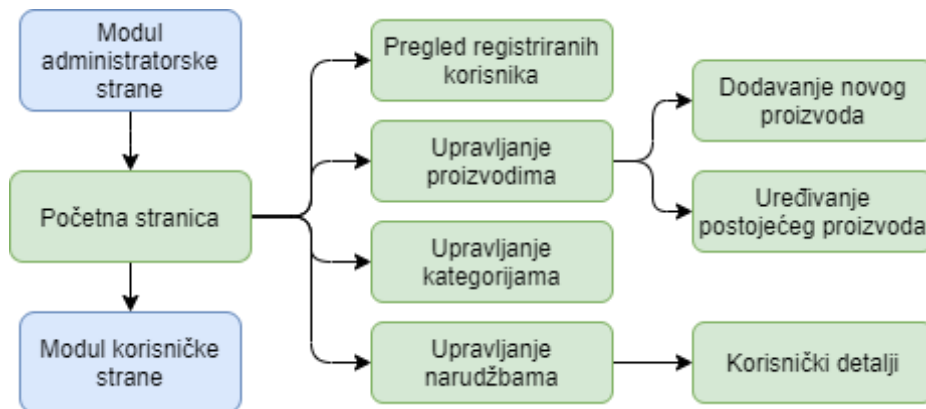 Modul
administratorske
strane
Početna stranica
Modul korisničke
strane
Pregled registriranih
korisnika
Upravljanje
proizvodima
Upravljanje
kategorijama
Upravljanje
narudžbama
Dodavanje novog
proizvoda
Uređivanje
postojećeg proizvoda
Korisnički detalji